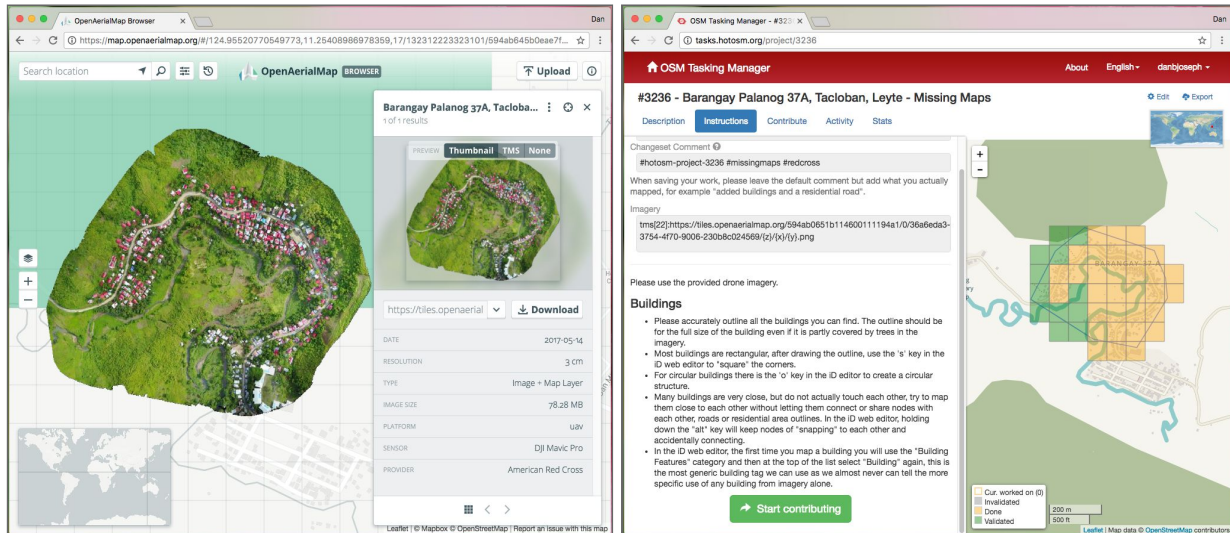 OpenAerialMap Browser
Dan
https://map.openaerialmap.org/#/124.95520770549773,11.25408986978359,17/132312223323101/594ab645b0eae7f...
Search location
OpenAerialMap BROWSER
Upload
Barangay Palanog 37A, Tacloba...
1 of 1 results
PREVIEW Thumbnail TMS None
https://tiles.openaerial
Download
DATE 2017-05-14
RESOLUTION 3 cm
TYPE Image + Map Layer
IMAGE SIZE 78.28 MB
PLATFORM uav
SENSOR DJI Mavic Pro
PROVIDER American Red Cross
Leaflet | © Mapbox © OpenStreetMap | Report an issue with this map
OSM Tasking Manager - #323
Dan
tasks.hotosm.org/project/3236
OSM Tasking Manager
About
English
danbjoseph
#3236 - Barangay Palanog 37A, Tacloban, Leyte - Missing Maps
Edit
Export
Description
Instructions
Contribute
Activity
Stats
Changeset Comment
#hotosm-project-3236 #missingmaps #redcross
When saving your work, please leave the default comment but add what you actually
mapped, for example "added buildings and a residential road".
Imagery
tms[22]:https://tiles.openaerialmap.org/594ab0651b114600111194a1/0/36a6eda3-
3754-4f70-9006-230b8c024569/{z}/{x}/{y}.png
Please use the provided drone imagery.
Buildings
• Please accurately outline all the buildings you can find. The outline should be
for the full size of the building even if it is partly covered by trees in the
imagery.
• Most buildings are rectangular, after drawing the outline, use the 's' key in the
iD web editor to "square" the corners.
• For circular buildings there is the 'o' key in the iD editor to create a circular
structure.
• Many buildings are very close, but do not actually touch each other, try to map
them close to each other without letting them connect or share nodes with
each other, roads or residential area outlines. In the iD web editor, holding
down the "alt" key will keep nodes of "snapping" to each other and
accidentally connecting.
• In the iD web editor, the first time you map a building you will use the "Building
Features" category and then at the top of the list select "Building" again, this is
the most generic building tag we can use as we almost never can tell the more
specific use of any building from imagery alone.
Start contributing
+
−
BARANGAY 37-A
Cur. worked on (0)
Invalidated
Done
Validated
200 m
500 ft
Leaflet | Map data © OpenStreetMap contributors